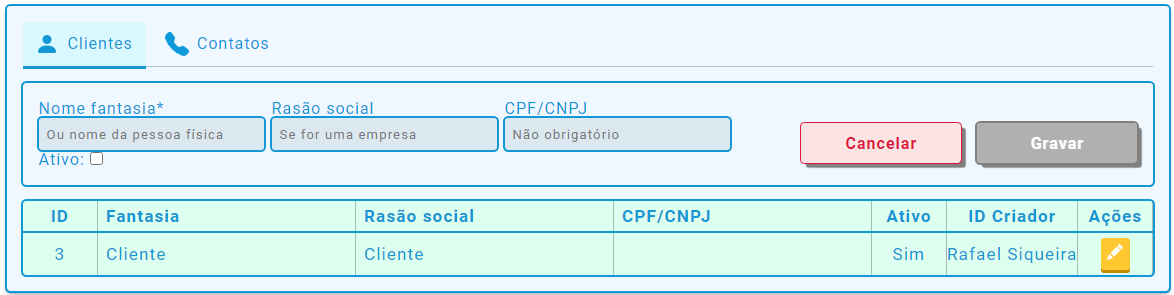 Clientes Contatos
Nome fantasia* Rasão social CPF/CNPJ
Ou nome da pessoa física Se for uma empresa Não obrigatório
Cancelar Gravar
Ativo:
ID Fantasia Rasão social CPF/CNPJ Ativo ID Criador Ações
3 Cliente Cliente Sim Rafael Siqueira